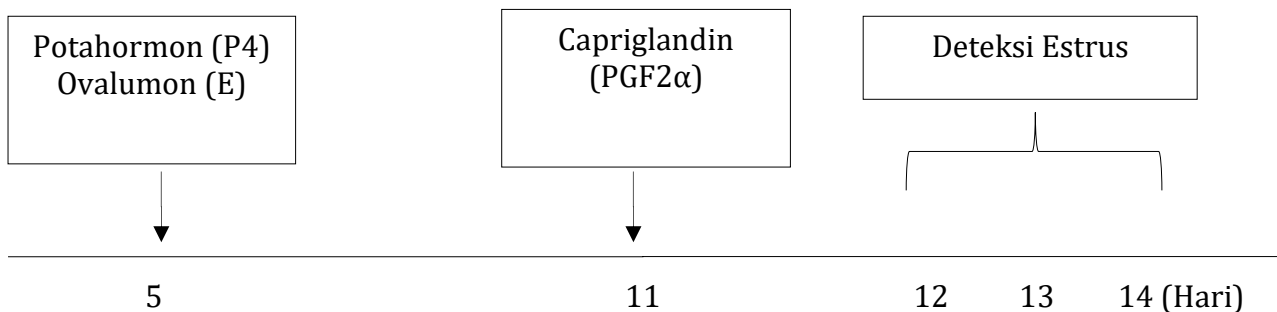 Potahormon (P4)
Ovalumon (E)
Capriglandin
(PGF2α)
Deteksi Estrus
5
11
12
13
14 (Hari)